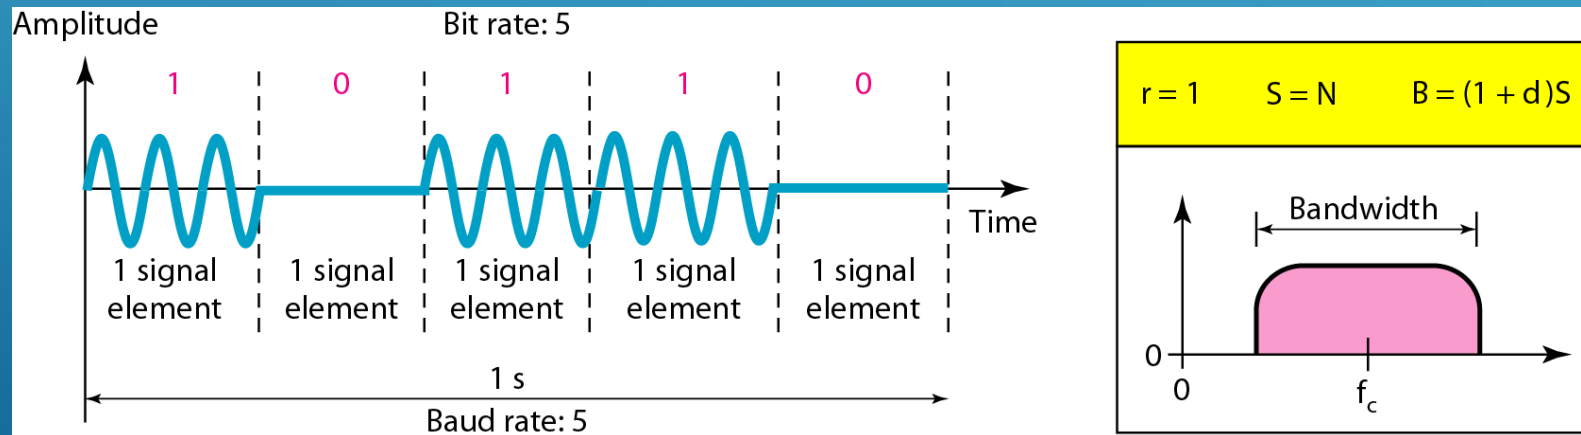 Amplitude
Bit rate: 5
1 0 1 1 0
Time
1 signal element
1 signal element
1 signal element
1 signal element
1 signal element
1 s
Baud rate: 5
r = 1 S = N B = (1 + d)S
Bandwidth
0
0
fc